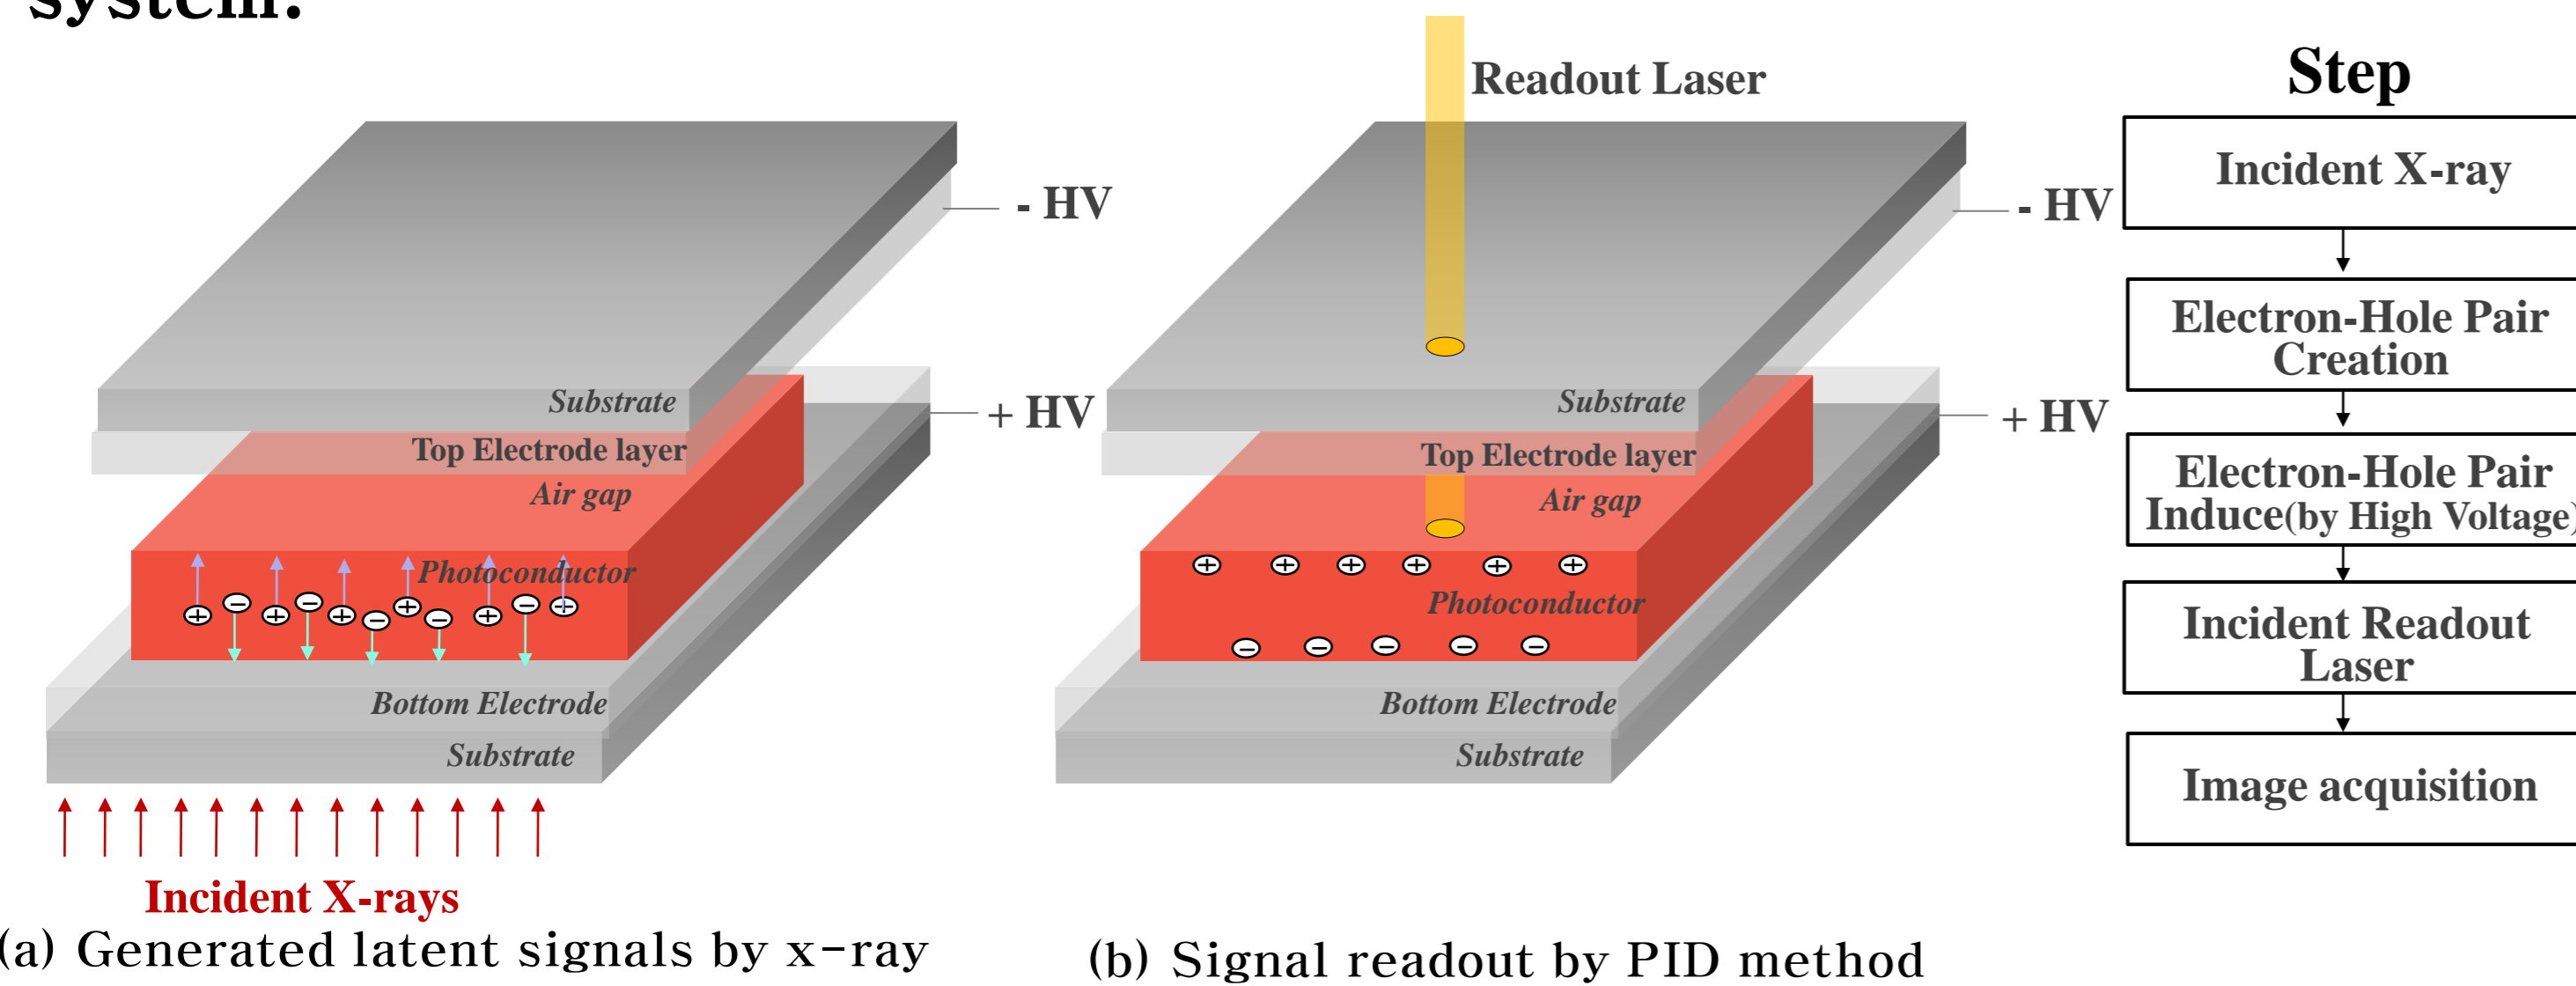 system.
- HV
+ HV
Substrate
Top Electrode layer
Air gap
Photoconductor
Bottom Electrode
Substrate
Incident X-rays
(a) Generated latent signals by x-ray
Readout Laser
- HV
+ HV
Substrate
Top Electrode layer
Air gap
Photoconductor
Bottom Electrode
Substrate
(b) Signal readout by PID method
Step
Incident X-ray
Electron-Hole Pair
Creation
Electron-Hole Pair
Induce(by High Voltage)
Incident Readout
Laser
Image acquisition